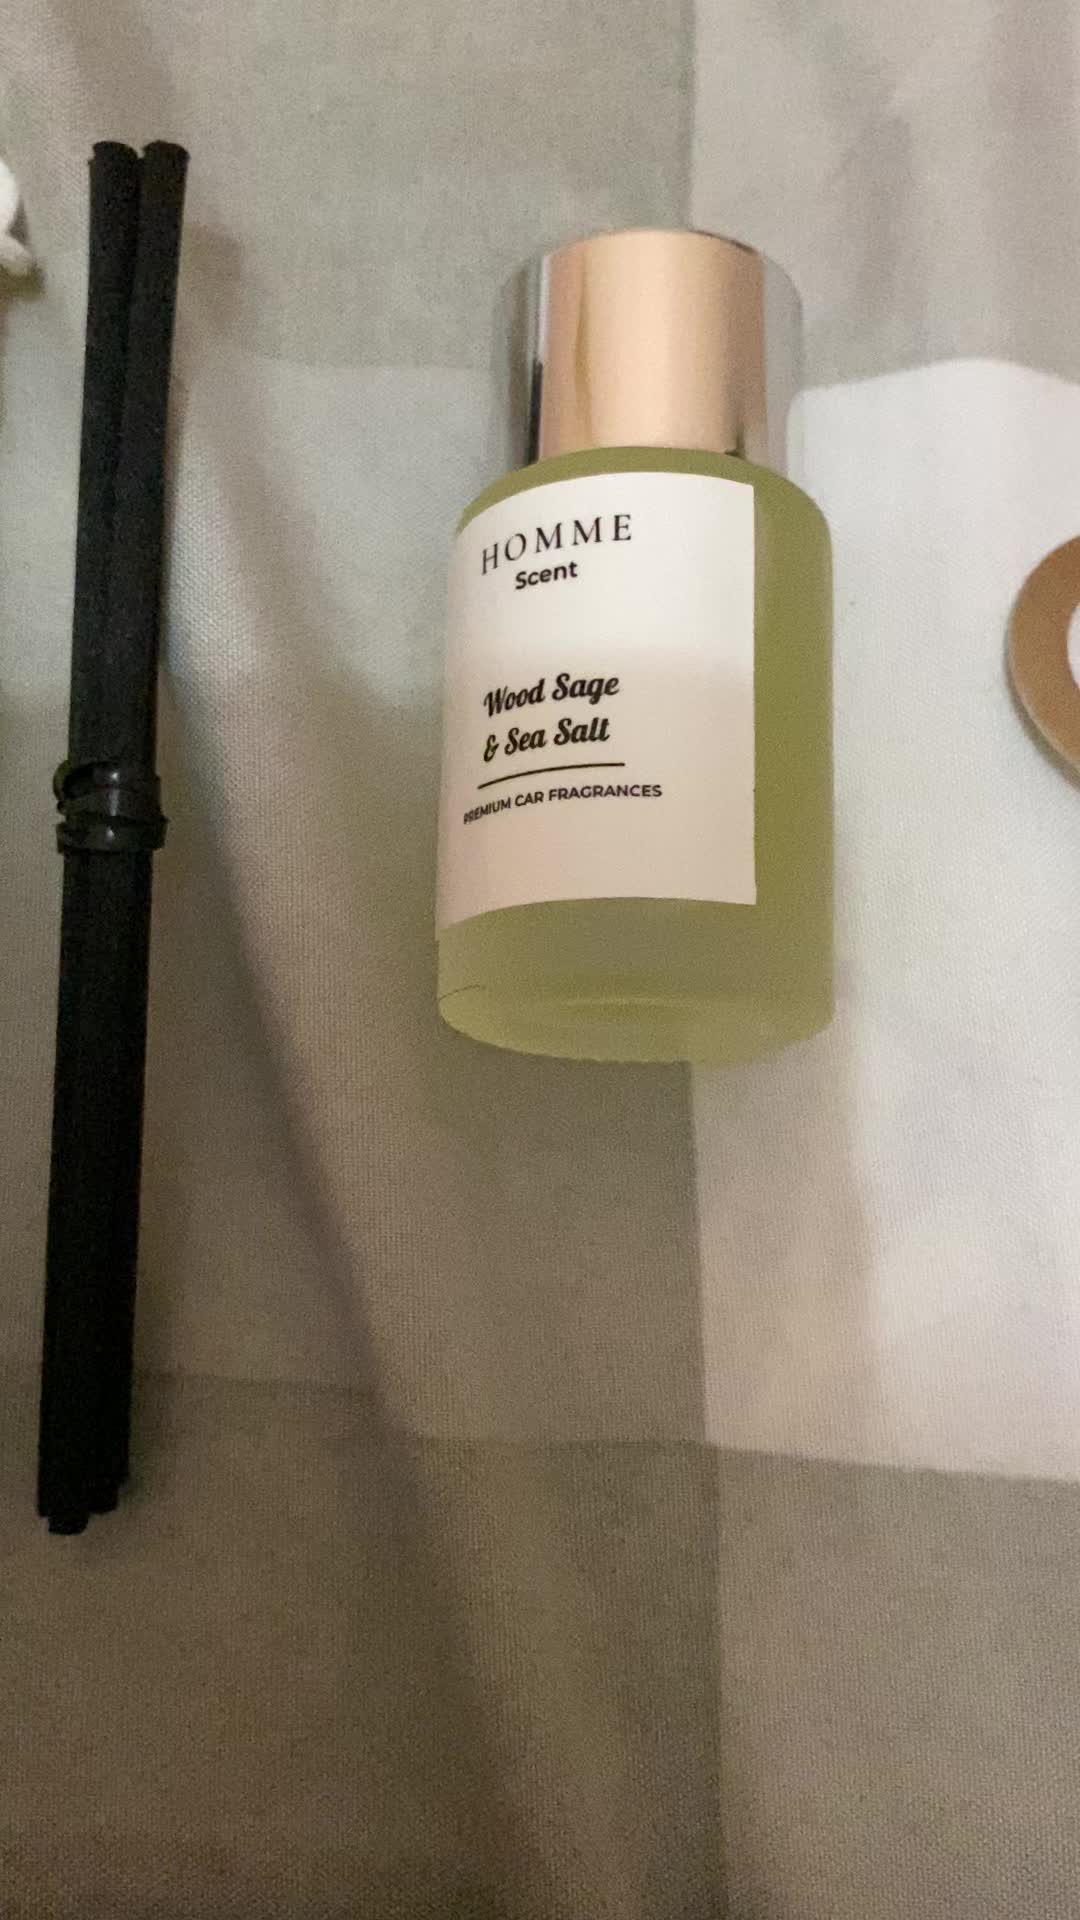 HOMME
Scent
Wood Sage
& Sea Salt
PREMIUM CAR FRAGRANCES